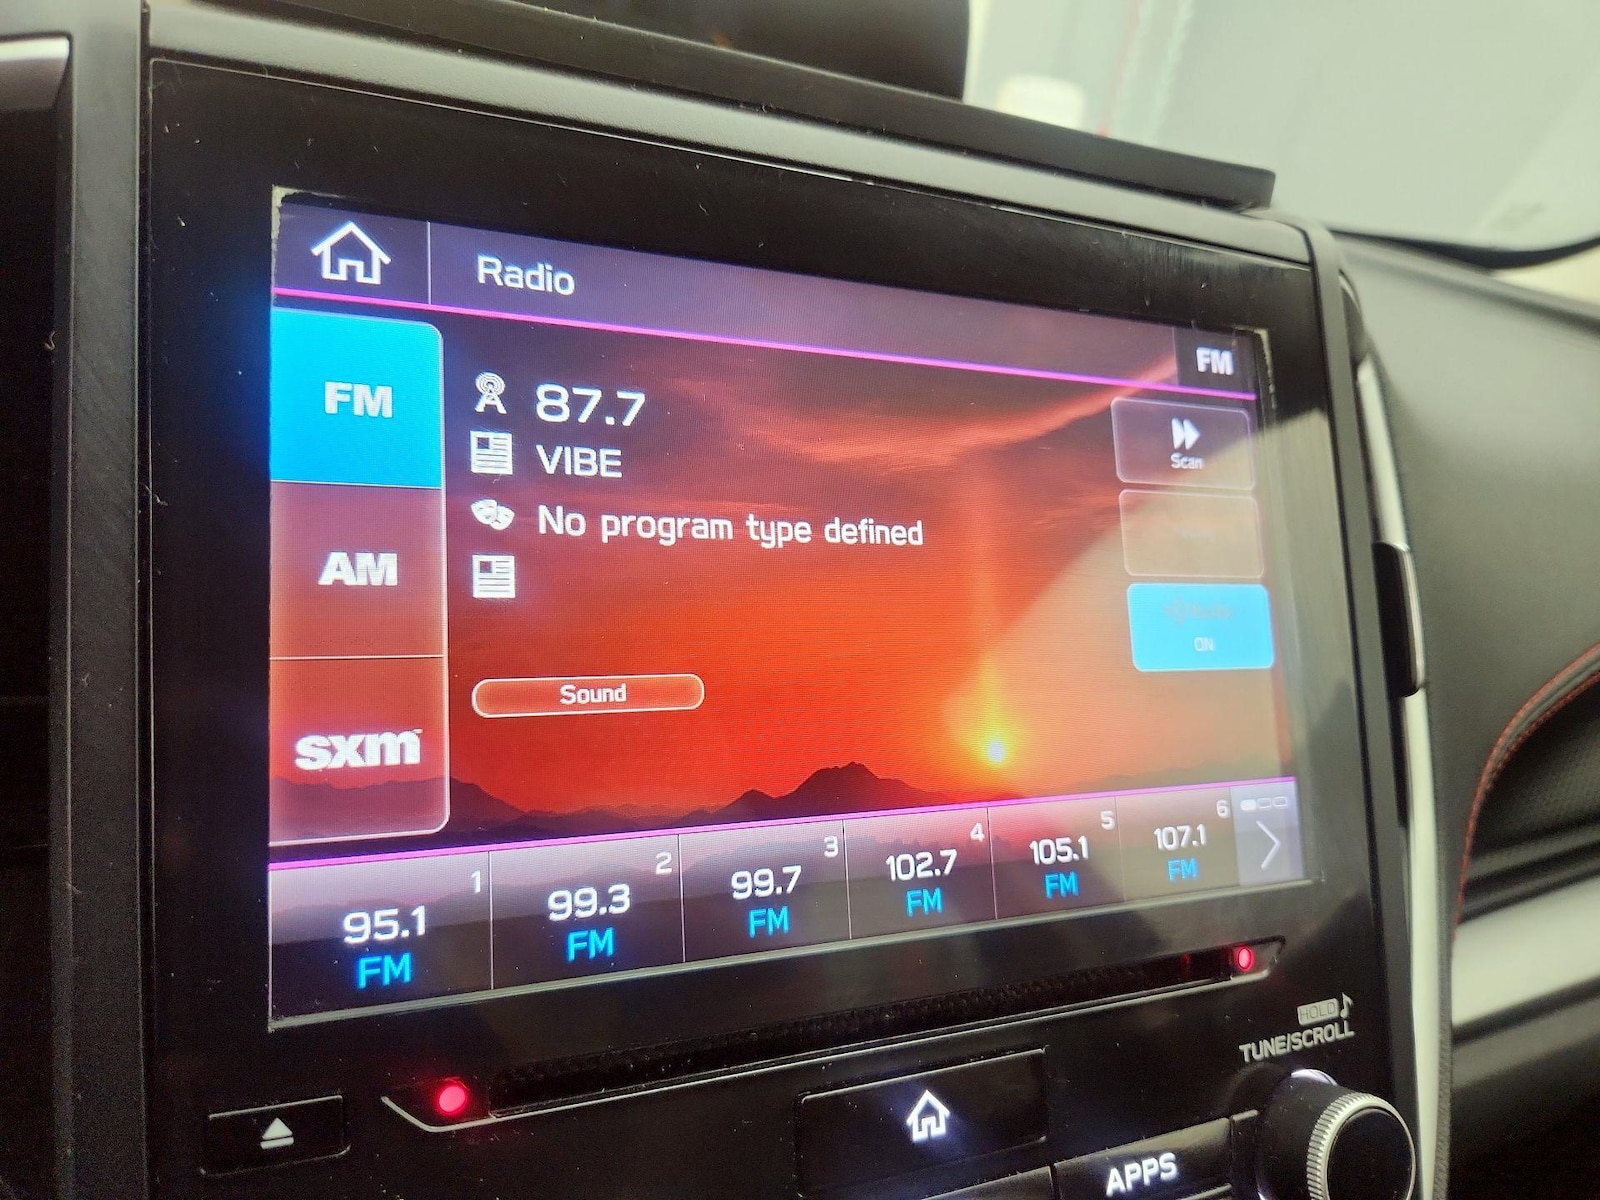 Radio
FM
FM
87.7
Scan
VIBE
No program type defined
AM
ON
Sound
sxm
1
2
3
4
5
6
95.1
99.3
99.7
102.7
105.1
107.1
FM
FM
FM
FM
FM
FM
HOLD
TUNE/SCROLL
APPS